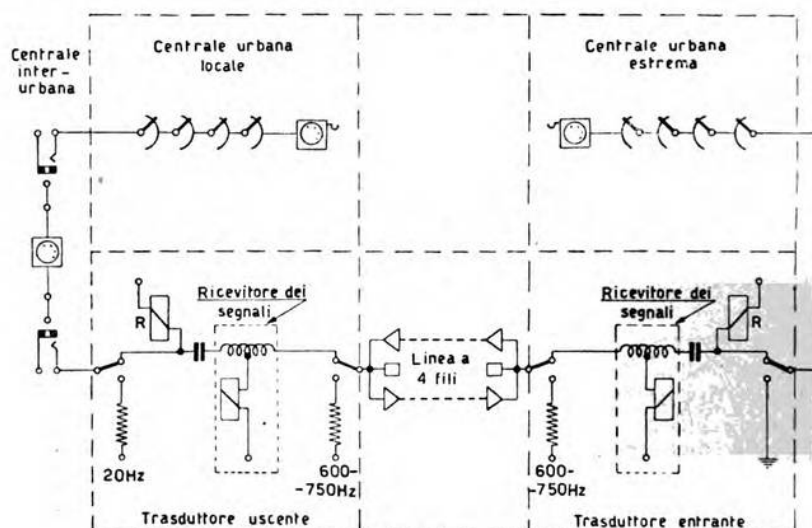 Centrale
inter-
urbana
Centrale urbana
locale
Centrale urbana
estrema
Ricevitore dei
segnali
R
20Hz
600-
-750Hz
Trasduttore uscente
Linea a
4 fili
Ricevitore dei
segnali
R
600-
-750Hz
Trasduttore entrante